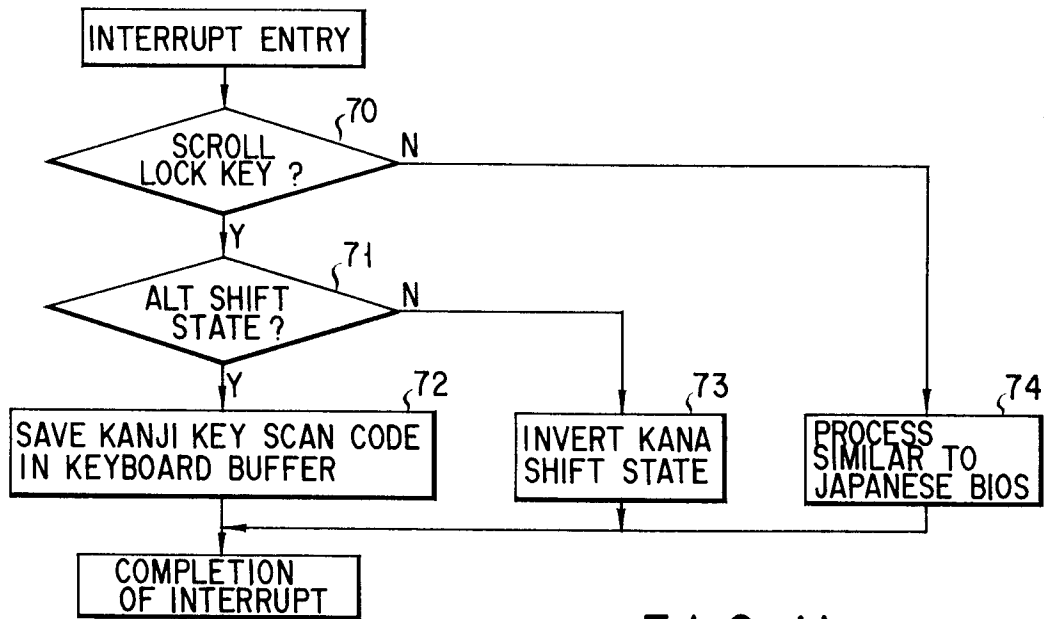 INTERRUPT ENTRY
70
SCROLL
LOCK KEY ?
N
Y
71
ALT SHIFT
STATE ?
N
Y
72
SAVE KANJI KEY SCAN CODE
IN KEYBOARD BUFFER
73
INVERT KANA
SHIFT STATE
74
PROCESS
SIMILAR TO
JAPANESE BIOS
COMPLETION
OF INTERRUPT